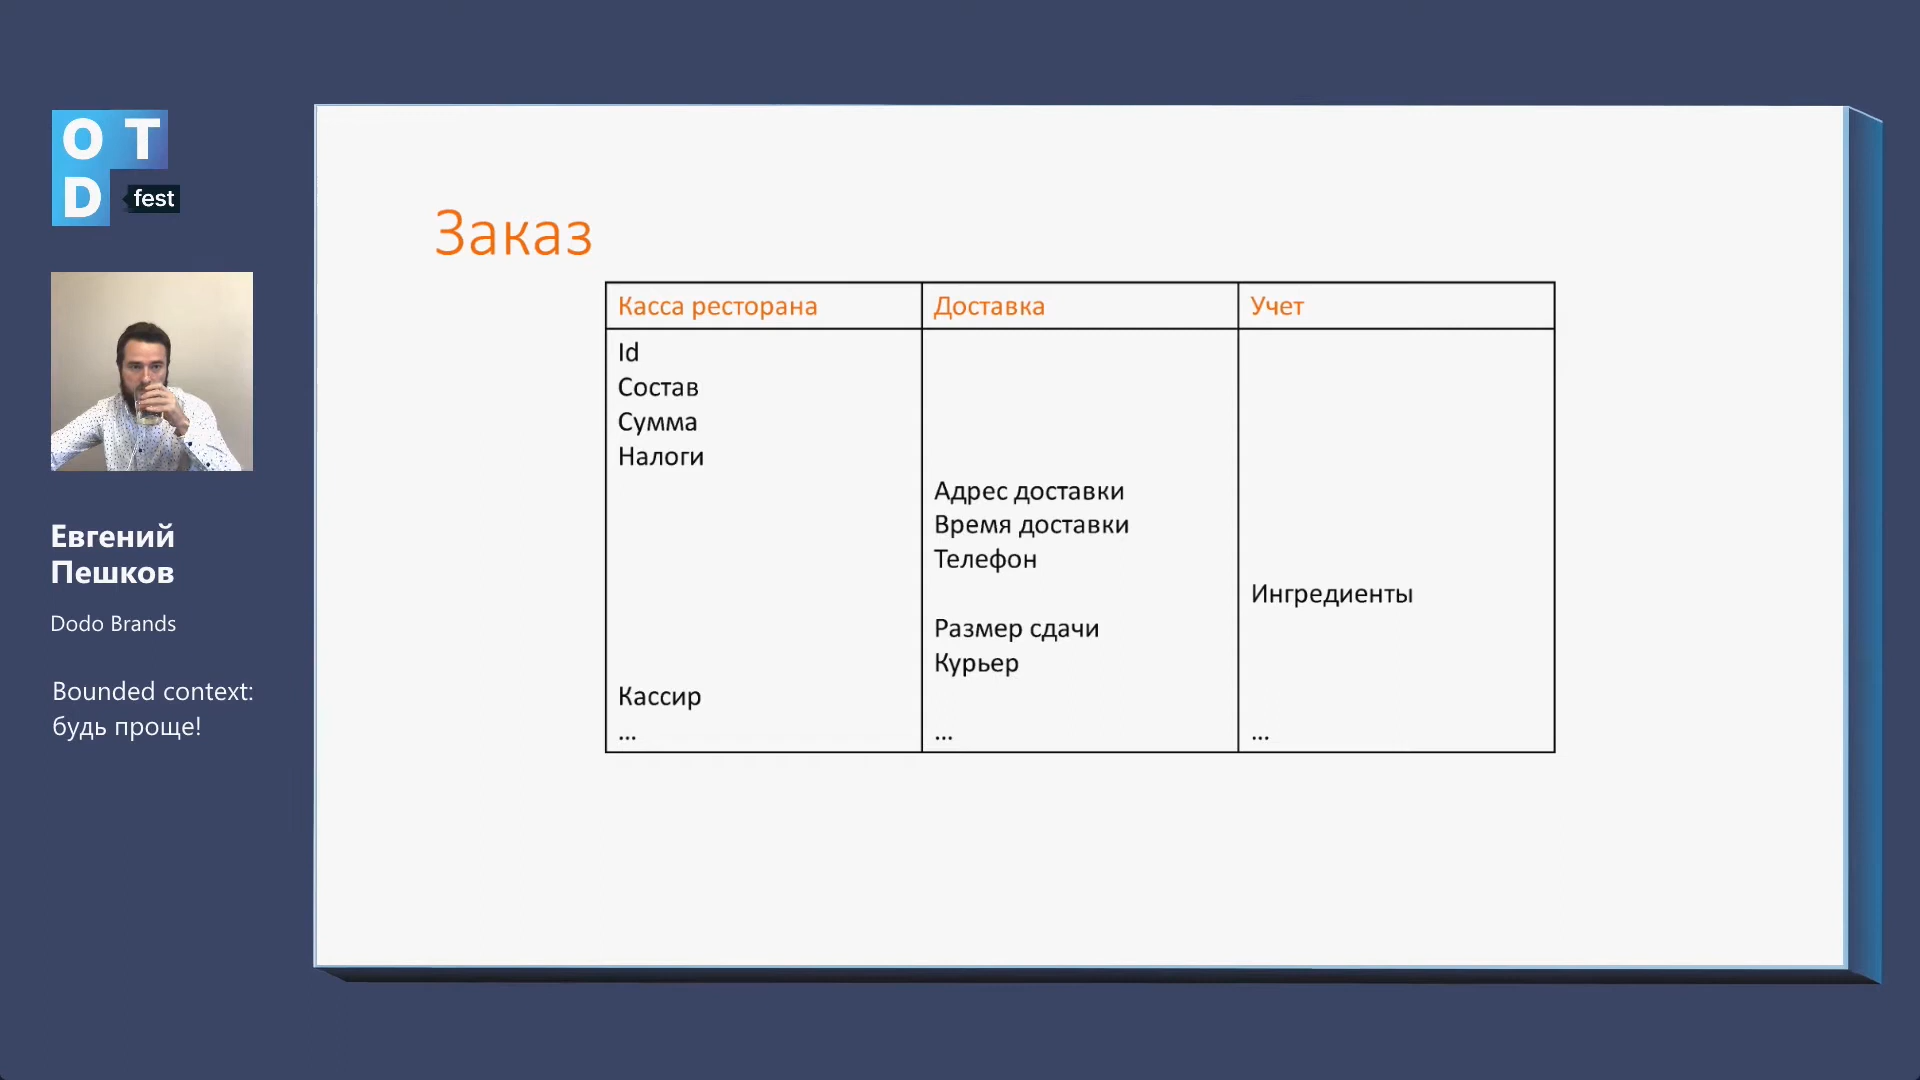 O T
D fest
Евгений
Пешков
Dodo Brands
Bounded context:
будь проще!
Заказ
Касса ресторана Доставка Учет
Id
Состав
Сумма
Налоги
Адрес доставки
Время доставки
Телефон
Ингредиенты
Размер сдачи
Курьер
Кассир
... ... ...